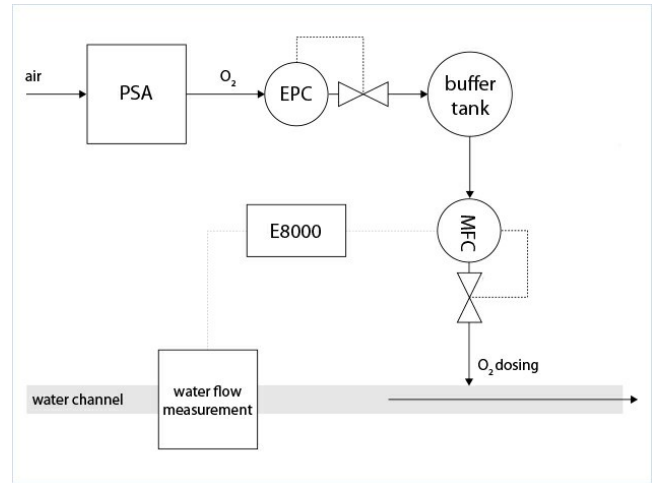 air
PSA
O₂
EPC
buffer
tank
E8000
MFC
O₂ dosing
water channel
water flow
measurement